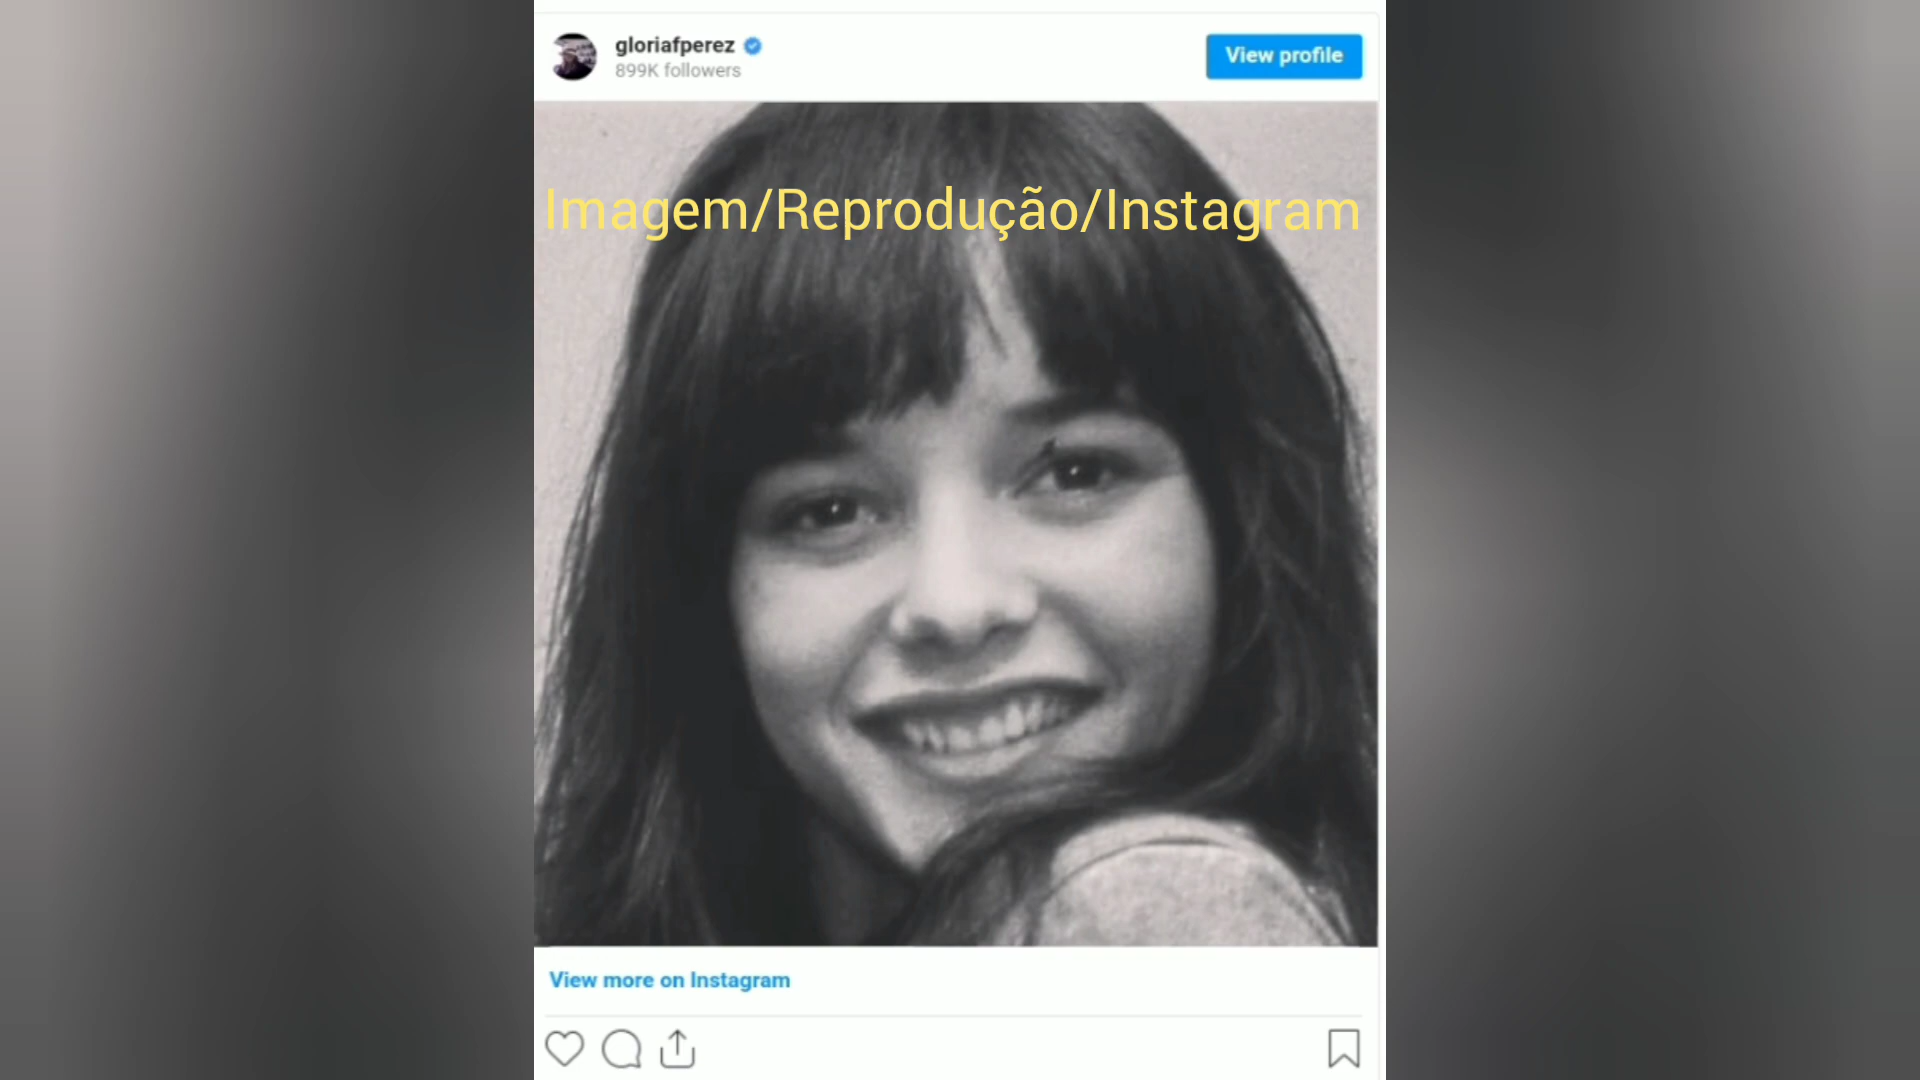 gloriafperez
899K followers
View profile
Imagem/Reprodução/Instagram
View more on Instagram